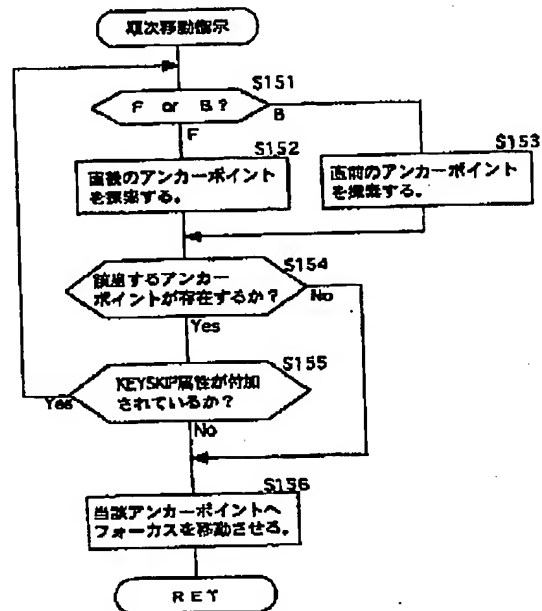 順次移動指示
S151
F or B?
B
F
S152
直後のアンカーポイント
を探索する。
S153
直前のアンカーポイント
を探索する。
S154
該当するアンカー
ポイントが存在するか?
No
Yes
S155
KEYSKIP属性が付加
されているか?
Yes
No
S156
当該アンカーポイントへ
フォーカスを移動させる。
RET